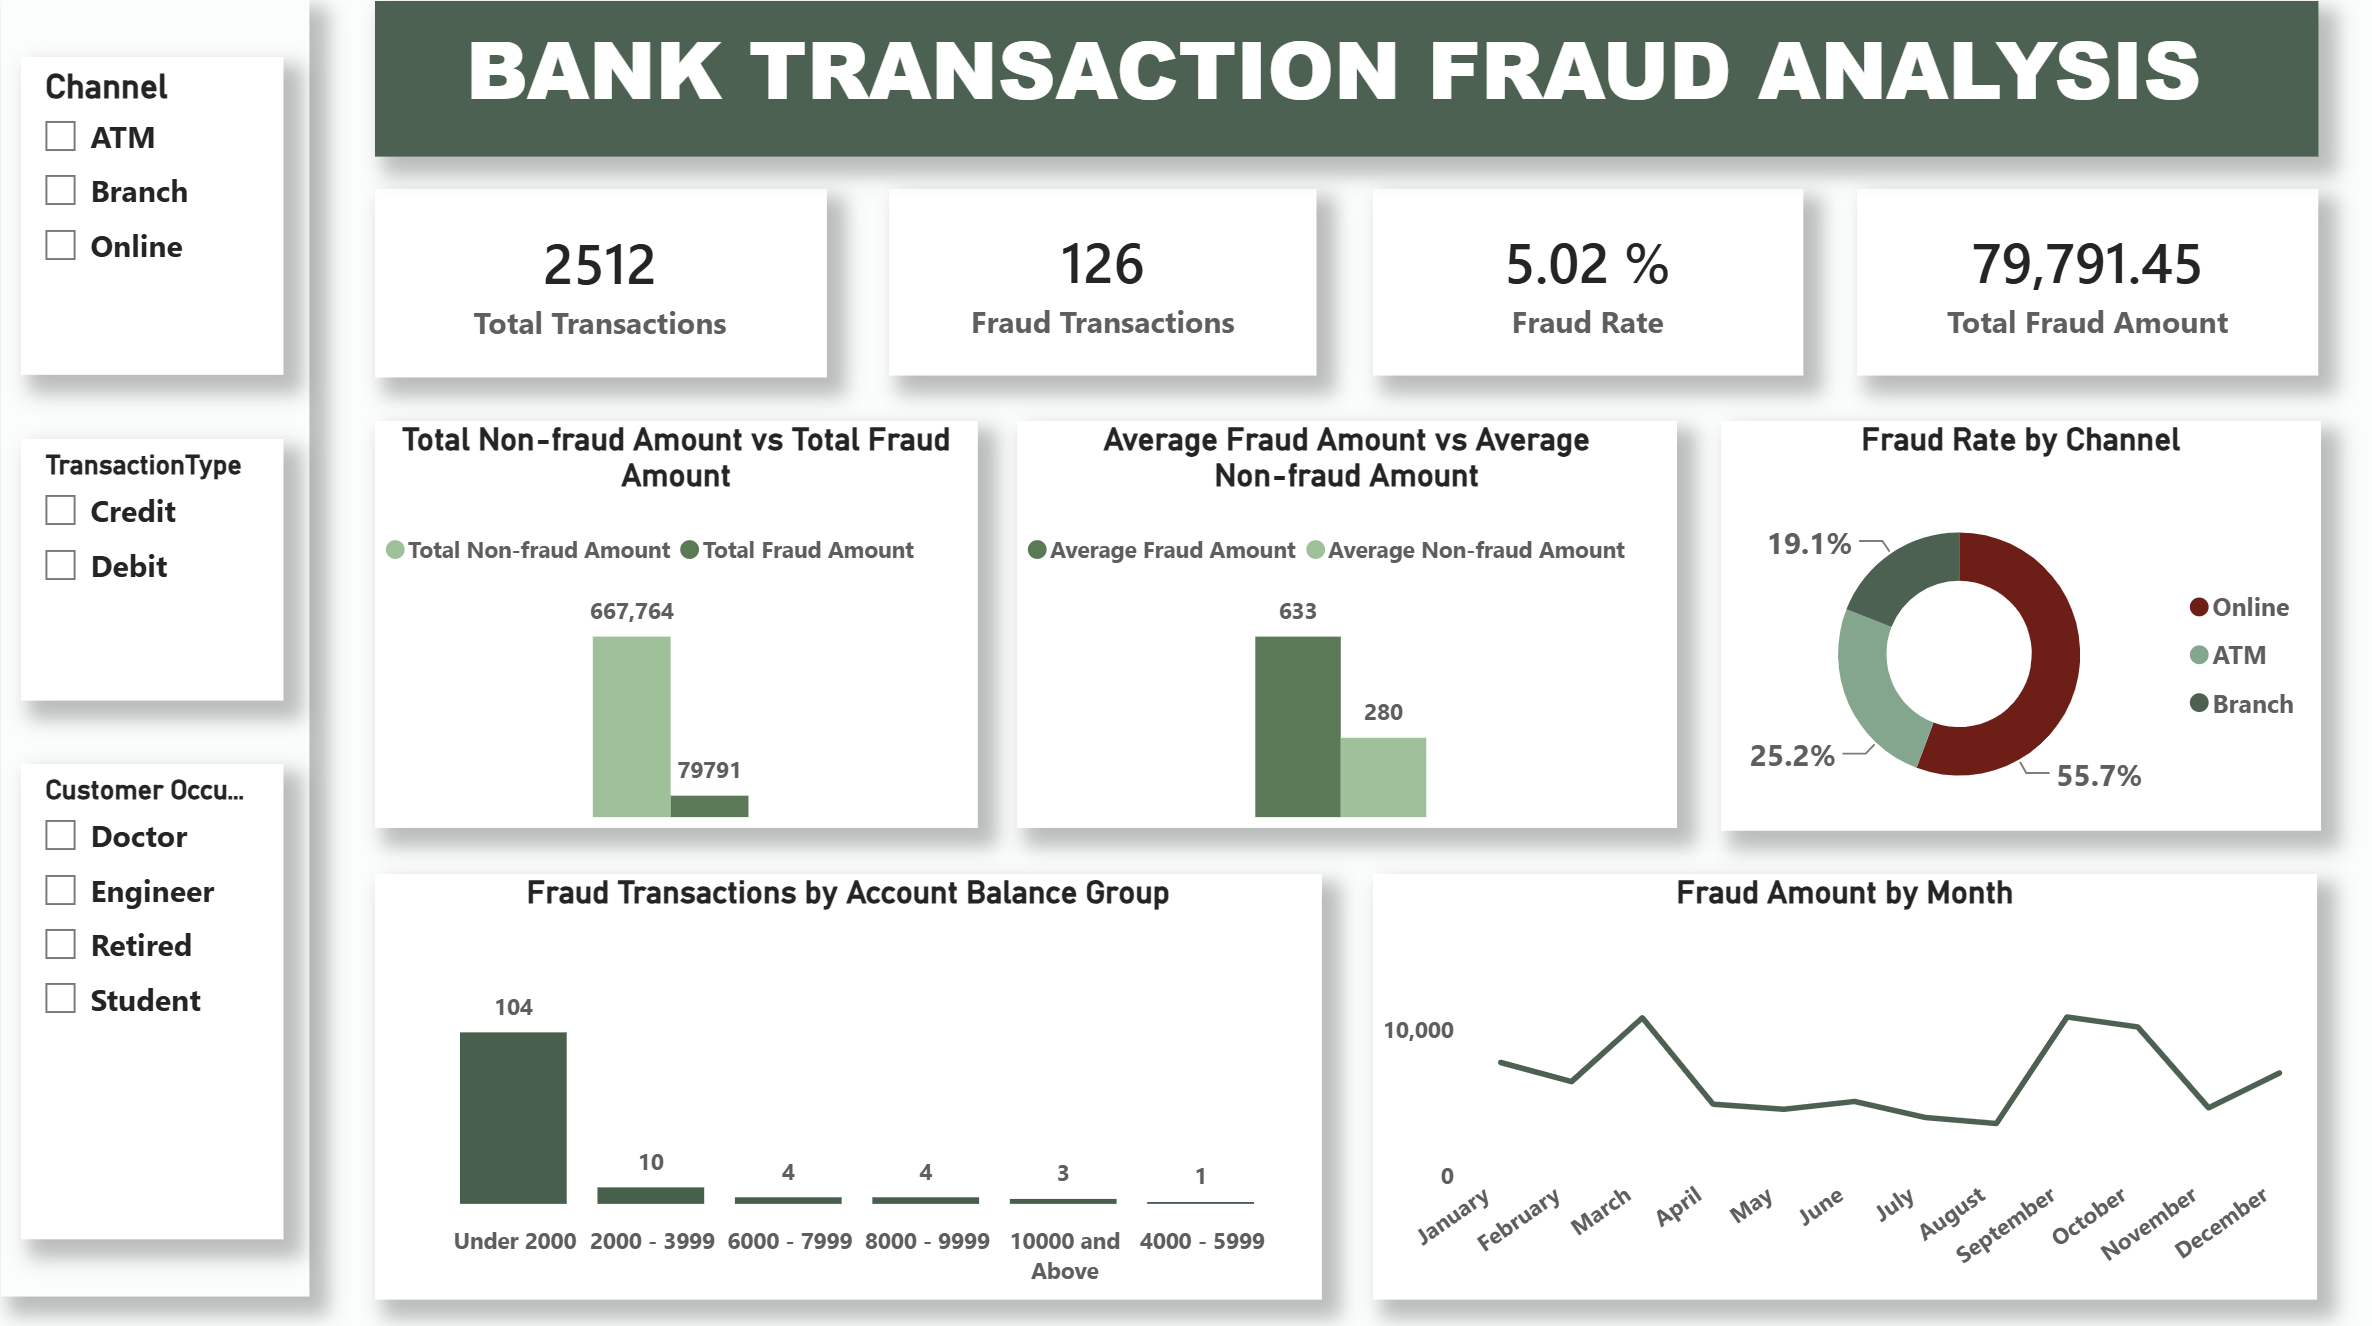 BANK TRANSACTION FRAUD ANALYSIS
Channel
ATM
Branch
Online
TransactionType
Credit
Debit
Customer Occu...
Doctor
Engineer
Retired
Student
2512
Total Transactions
126
Fraud Transactions
5.02 %
Fraud Rate
79,791.45
Total Fraud Amount
Total Non-fraud Amount vs Total Fraud
Amount
Total Non-fraud Amount Total Fraud Amount
667,764
79791
Average Fraud Amount vs Average
Non-fraud Amount
Average Fraud Amount Average Non-fraud Amount
633
280
Fraud Rate by Channel
19.1%
25.2%
55.7%
Online
ATM
Branch
Fraud Transactions by Account Balance Group
104
10
4
4
3
1
Under 2000 2000 - 3999 6000 - 7999 8000 - 9999 10000 and 4000 - 5999
Above
Fraud Amount by Month
10,000
0
January
February
March
April
May
June
July
August
September
October
November
December